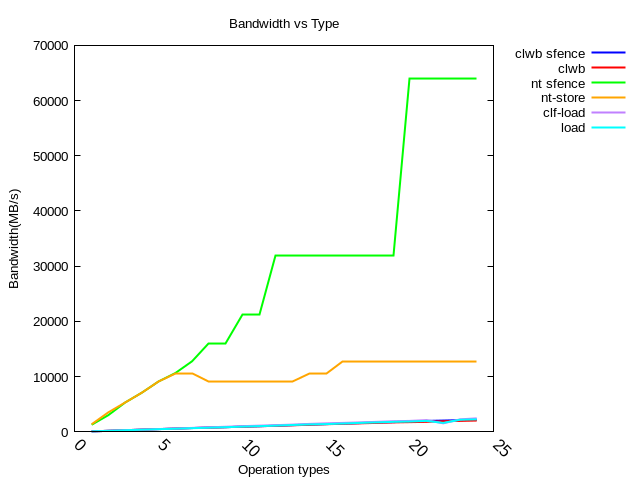 Bandwidth vs Type
clwb sfence
clwb
nt sfence
nt-store
clf-load
load
Bandwidth(MB/s)
70000
60000
50000
40000
30000
20000
10000
0
0
5
10
15
20
25
Operation types